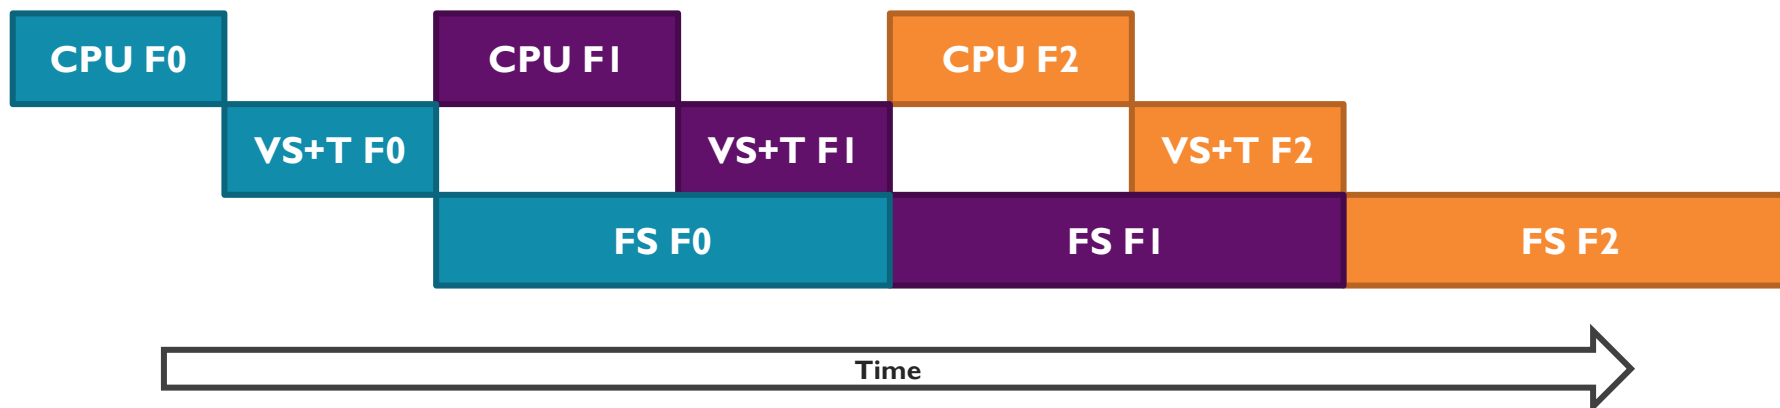 CPU F0
CPU F1
CPU F2
VS+T F0
VS+T F1
VS+T F2
FS F0
FS F1
FS F2
Time